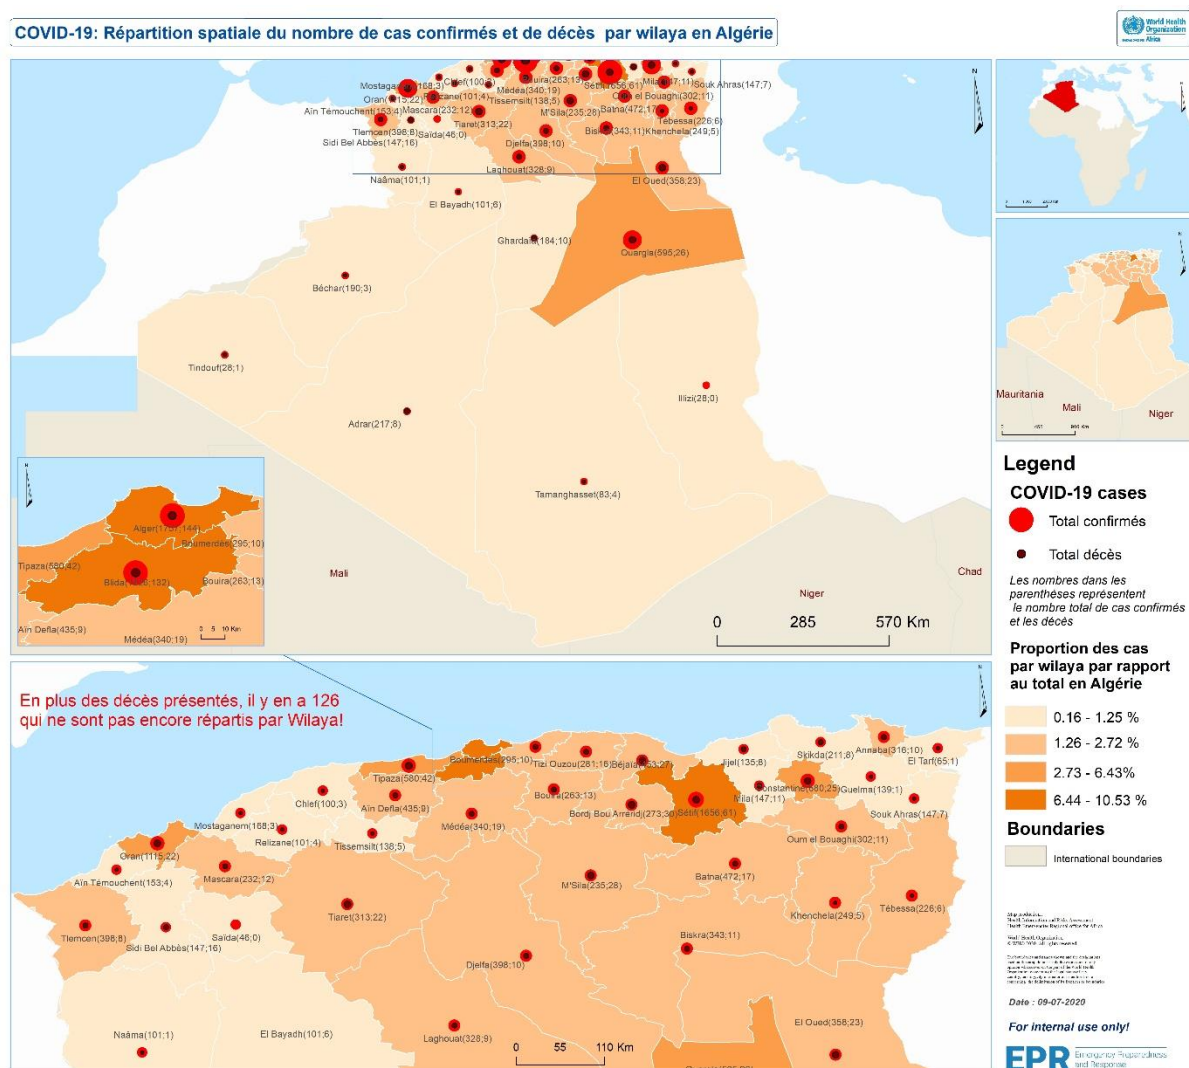 COVID-19: Répartition spatiale du nombre de cas confirmés et de décès par wilaya en Algérie
World Health
Organization
Africa
Mostaganem(168;3)
Chlef(100;3)
Oran(1115;22)
Relizane(101;4)
Médéa(340;19)
Bouira(263;13)
Sétif(1656;61)
Mila(147;11)
Souk Ahras(147;7)
Aïn Témouchent(153;4)
Mascara(232;12)
Tissemsilt(138;5)
M'Sila(235;28)
Oum el Bouaghi(302;11)
Batna(472;17)
Tlemcen(398;8)
Saïda(46;0)
Tiaret(313;22)
Biskra(343;11)
Tébessa(226;6)
Khenchela(249;5)
Sidi Bel Abbès(147;16)
Djelfa(398;10)
Laghouat(328;9)
Naâma(101;1)
El Oued(358;23)
El Bayadh(101;6)
Ghardaïa(184;10)
Ouargla(595;26)
Béchar(190;3)
Tindouf(28;1)
Illizi(28;0)
Adrar(217;8)
Tamanghasset(83;4)
Mali
Niger
Chad
0 285 570 Km
N
Alger(1757;144)
Boumerdès(295;10)
Tipaza(580;42)
Bouira(263;13)
Aïn Defla(435;9)
Médéa(340;19)
0 5 10 Km
Mauritania
Mali
Niger
Legend
COVID-19 cases
Total confirmés
Total décès
Les nombres dans les
parenthèses représentent
le nombre total de cas confirmés
et les décès
Proportion des cas
par wilaya par rapport
au total en Algérie
0.16 - 1.25 %
1.26 - 2.72 %
2.73 - 6.43%
6.44 - 10.53 %
Boundaries
International boundaries
En plus des décès présentés, il y en a 126
qui ne sont pas encore répartis par Wilaya!
Boumerdès(295;10)
Tipaza(580;42)
Tizi Ouzou(281;16)
Jijel(135;8)
Skikda(211;8)
Annaba(316;10)
El Tarf(65;1)
Chlef(100;3)
Aïn Defla(435;9)
Bouira(263;13)
Mila(147;11)
Guelma(139;1)
Mostaganem(168;3)
Médéa(340;19)
Bordj Bou Arreridj(273;30)
Sétif(1656;61)
Souk Ahras(147;7)
Relizane(101;4)
Tissemsilt(138;5)
Oum el Bouaghi(302;11)
Oran(1115;22)
Aïn Témouchent(153;4)
Mascara(232;12)
M'Sila(235;28)
Batna(472;17)
Tiaret(313;22)
Khenchela(249;5)
Tébessa(226;6)
Tlemcen(398;8)
Saïda(46;0)
Sidi Bel Abbès(147;16)
Biskra(343;11)
Djelfa(398;10)
Naâma(101;1)
El Bayadh(101;6)
Laghouat(328;9)
El Oued(358;23)
0 55 110 Km
Date : 09-07-2020
For internal use only!
EPR
Emergency Preparedness
and Response